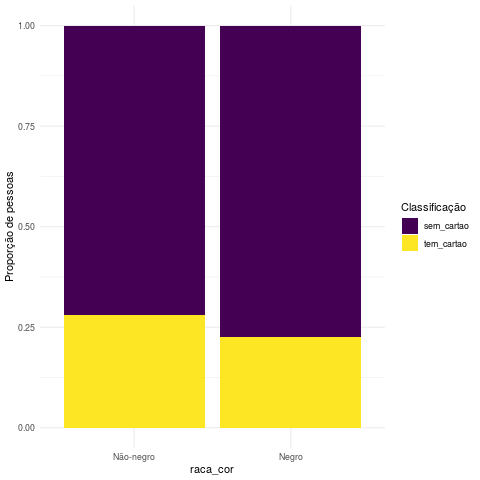 1.00
0.75
0.50
0.25
0.00
Proporção de pessoas
Não-negro
Negro
raca_cor
Classificação
sem_cartao
tem_cartao